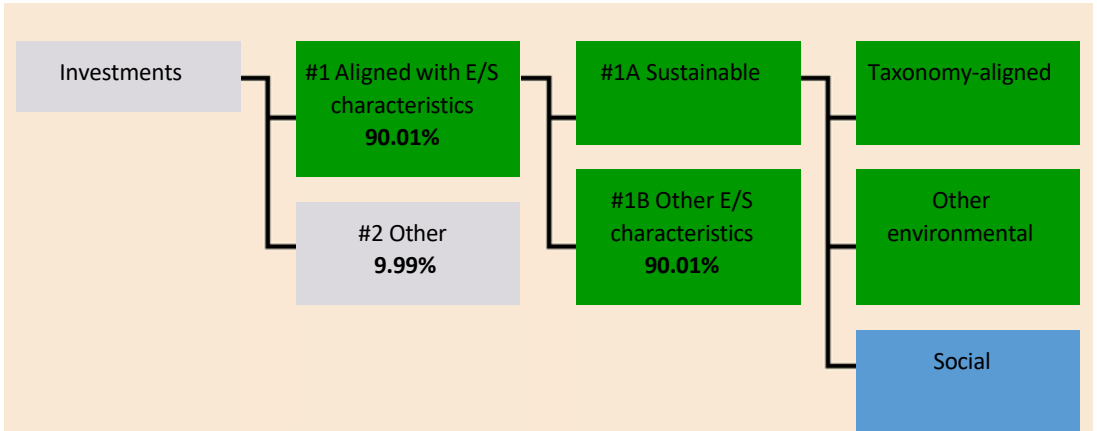 Investments
#1 Aligned with E/S
characteristics
90.01%
#2 Other
9.99%
#1A Sustainable
#1B Other E/S
characteristics
90.01%
Taxonomy-aligned
Other
environmental
Social